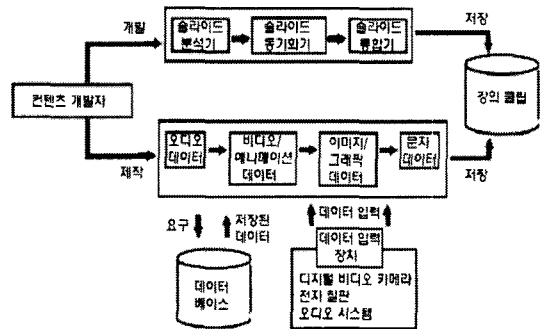 개발
슬라이드
분석기
슬라이드
동기화기
슬라이드
통합기
저장
컨텐츠 개발자
강의 클립
오디오
데이터
비디오/
애니메이션
데이터
이미지/
그래픽
데이터
문자
데이터
제작
저장
요구
저장된
데이터
데이터 입력
데이터 입력
장치
데이터
베이스
디지털 비디오 카메라
전자 칠판
오디오 시스템